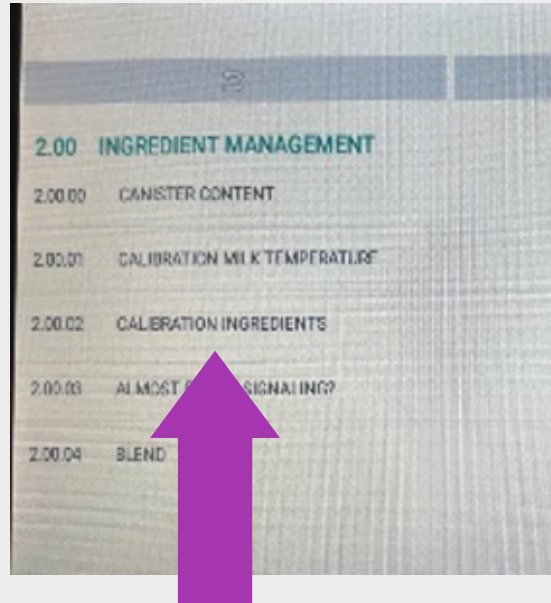 2.00 INGREDIENT MANAGEMENT
2.00.00 CANISTER CONTENT
2.00.01 CALIBRATION MILK TEMPERATURE
2.00.02 CALIBRATION INGREDIENTS
2.00.03 ALMOST SIGNALING?
2.00.04 BLEND